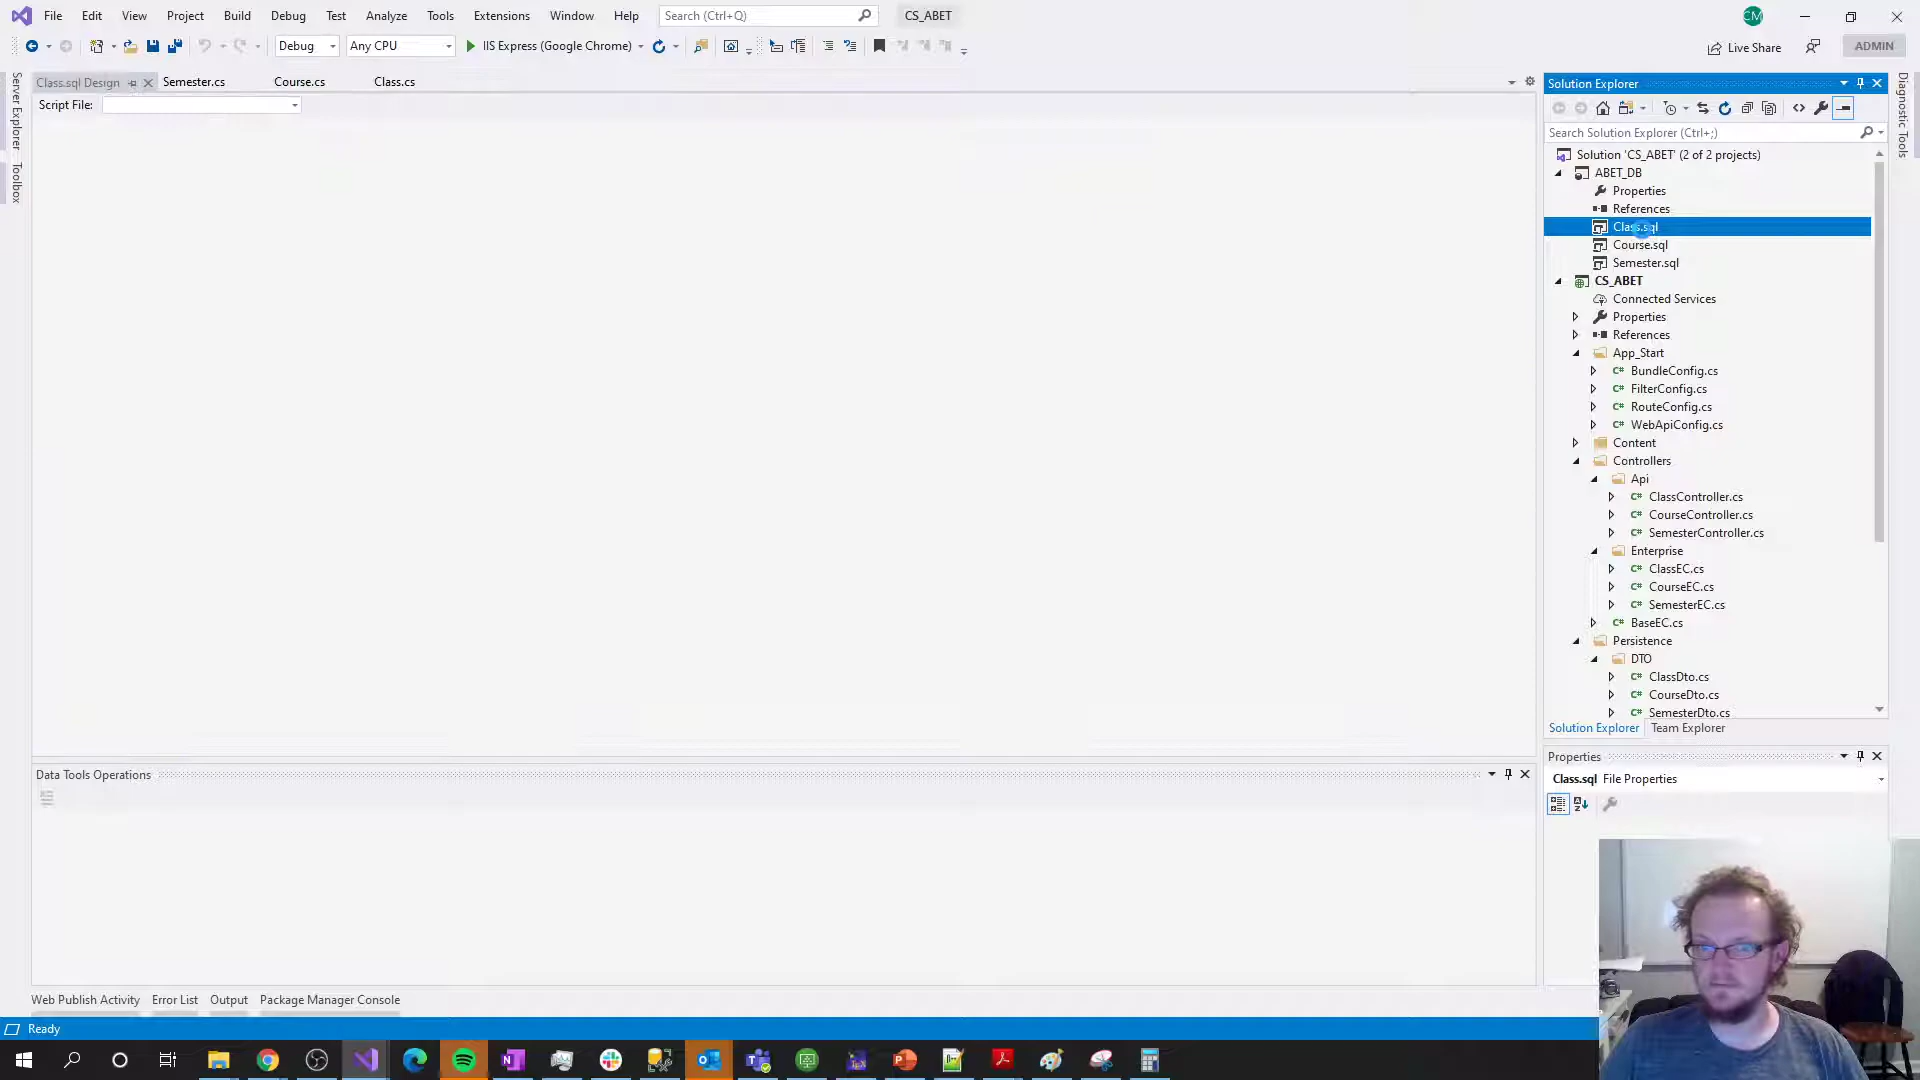 File Edit View Project Build Debug Test Analyze Tools Extensions Window Help Search (Ctrl+Q) CS_ABET CM
Debug Any CPU IIS Express (Google Chrome) Live Share ADMIN
Class.sql [Design] Semester.cs Course.cs Class.cs
Script File:
Server Explorer
Toolbox
Diagnostic Tools
Solution Explorer
Search Solution Explorer (Ctrl+;)
Solution 'CS_ABET' (2 of 2 projects)
ABET_DB
Properties
References
Class.sql
Course.sql
Semester.sql
CS_ABET
Connected Services
Properties
References
App_Start
BundleConfig.cs
FilterConfig.cs
RouteConfig.cs
WebApiConfig.cs
Content
Controllers
Api
ClassController.cs
CourseController.cs
SemesterController.cs
Enterprise
ClassEC.cs
CourseEC.cs
SemesterEC.cs
BaseEC.cs
Persistence
DTO
ClassDto.cs
CourseDto.cs
SemesterDto.cs
Solution Explorer Team Explorer
Properties
Class.sql File Properties
Data Tools Operations
Web Publish Activity Error List Output Package Manager Console
Ready